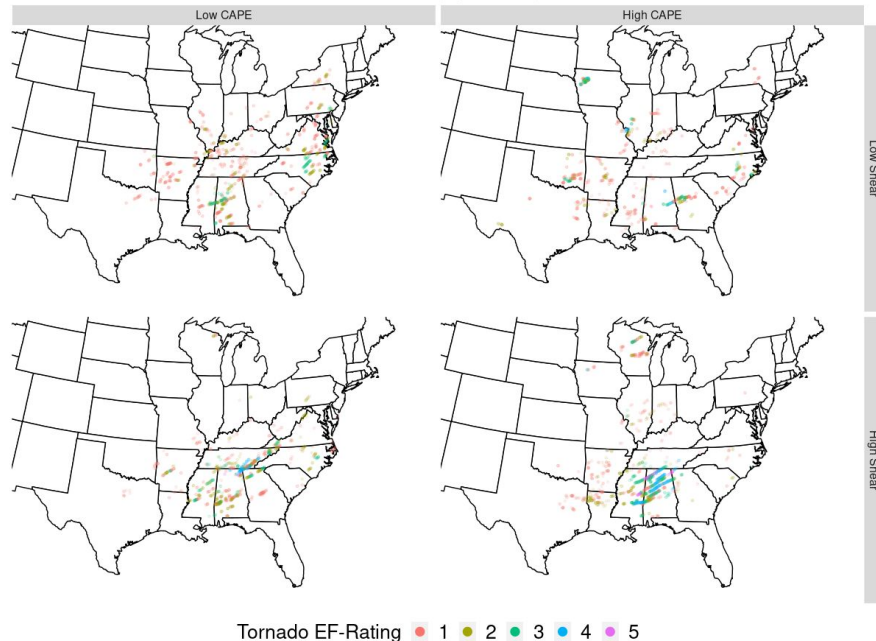 Low CAPE
High CAPE
Low Shear
High Shear
Tornado EF-Rating 1 2 3 4 5